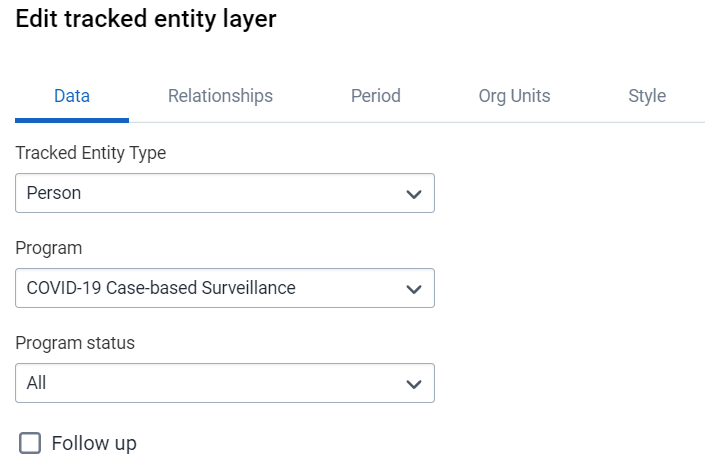 Edit tracked entity layer
Data Relationships Period Org Units Style
Tracked Entity Type
Person
Program
COVID-19 Case-based Surveillance
Program status
All
Follow up